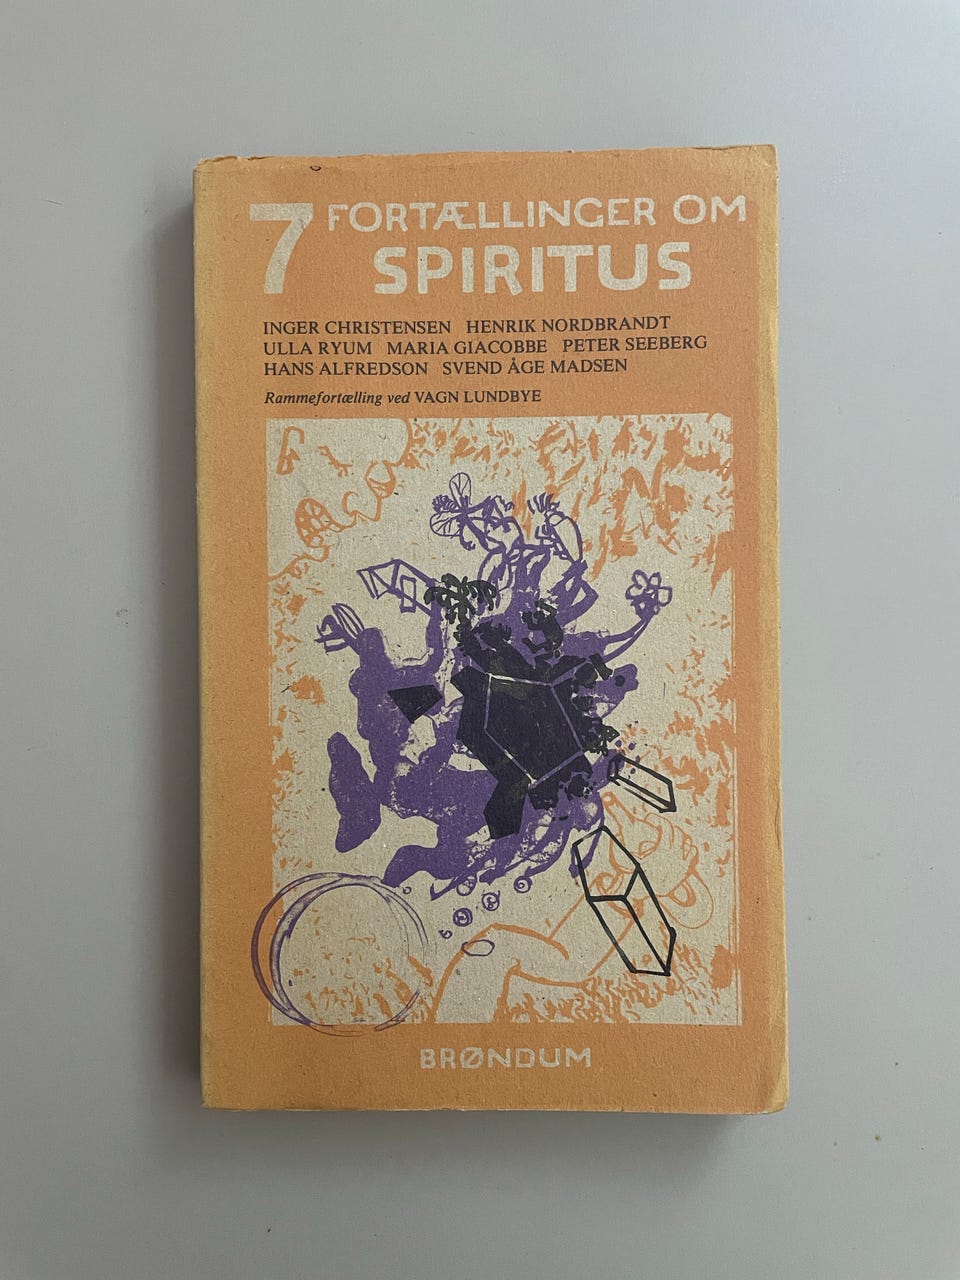 7 FORTÆLLINGER OM
SPIRITUS
INGER CHRISTENSEN HENRIK NORDBRANDT
ULLA RYUM MARIA GIACOBBE PETER SEEBERG
HANS ALFREDSON SVEND ÅGE MADSEN
Rammefortælling ved VAGN LUNDBYE
BRØNDUM